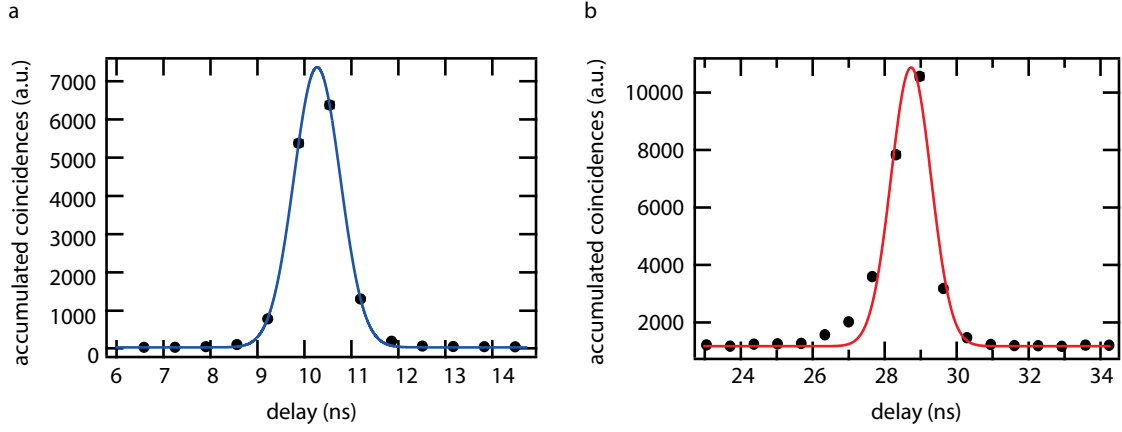 a
b
accumulated coincidences (a.u.)
7000
6000
5000
4000
3000
2000
1000
0
6 7 8 9 10 11 12 13 14
delay (ns)
accumulated coincidences (a.u.)
10000
8000
6000
4000
2000
24 26 28 30 32 34
delay (ns)